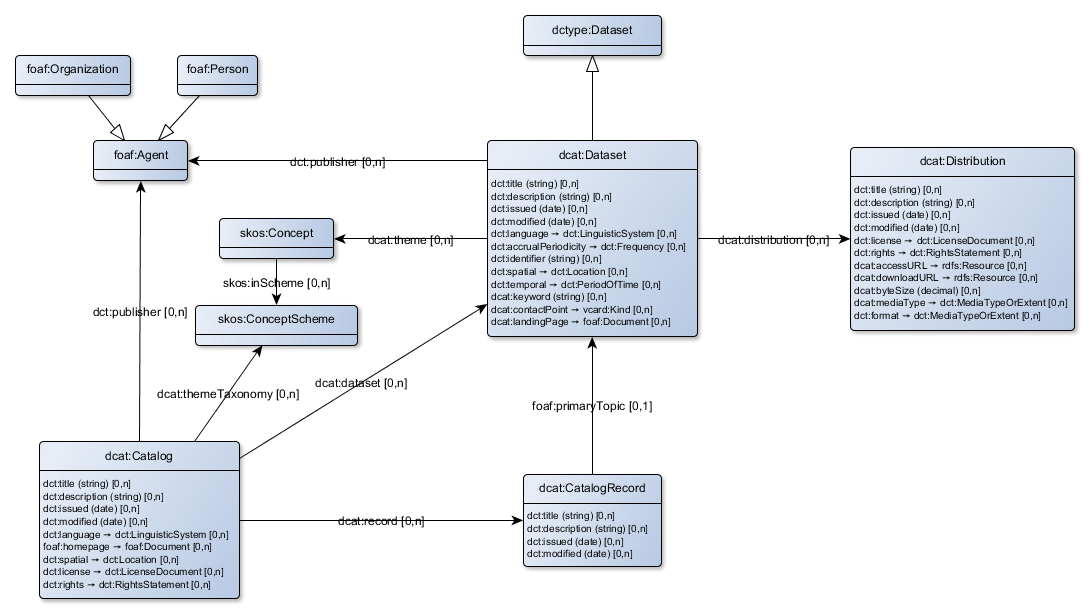 dctype:Dataset
foaf:Organization
foaf:Person
foaf:Agent
dct:publisher [0,n]
dcat:Dataset
dct:title (string) [0,n]
dct:description (string) [0,n]
dct:issued (date) [0,n]
dct:modified (date) [0,n]
dct:language → dct:LinguisticSystem [0,n]
dct:accrualPeriodicity → dct:Frequency [0,n]
dct:identifier (string) [0,n]
dct:spatial → dct:Location [0,n]
dct:temporal → dct:PeriodOfTime [0,n]
dcat:keyword (string) [0,n]
dcat:contactPoint → vcard:Kind [0,n]
dcat:landingPage → foaf:Document [0,n]
dcat:distribution [0,n]
dcat:Distribution
dct:title (string) [0,n]
dct:description (string) [0,n]
dct:issued (date) [0,n]
dct:modified (date) [0,n]
dct:license → dct:LicenseDocument [0,n]
dct:rights → dct:RightsStatement [0,n]
dcat:accessURL → rdfs:Resource [0,n]
dcat:downloadURL → rdfs:Resource [0,n]
dcat:byteSize (decimal) [0,n]
dcat:mediaType → dct:MediaTypeOrExtent [0,n]
dct:format → dct:MediaTypeOrExtent [0,n]
skos:Concept
dcat:theme [0,n]
skos:inScheme [0,n]
dct:publisher [0,n]
skos:ConceptScheme
dcat:themeTaxonomy [0,n]
dcat:dataset [0,n]
foaf:primaryTopic [0,1]
dcat:Catalog
dct:title (string) [0,n]
dct:description (string) [0,n]
dct:issued (date) [0,n]
dct:modified (date) [0,n]
dct:language → dct:LinguisticSystem [0,n]
foaf:homepage → foaf:Document [0,n]
dct:spatial → dct:Location [0,n]
dct:license → dct:LicenseDocument [0,n]
dct:rights → dct:RightsStatement [0,n]
dcat:record [0,n]
dcat:CatalogRecord
dct:title (string) [0,n]
dct:description (string) [0,n]
dct:issued (date) [0,n]
dct:modified (date) [0,n]